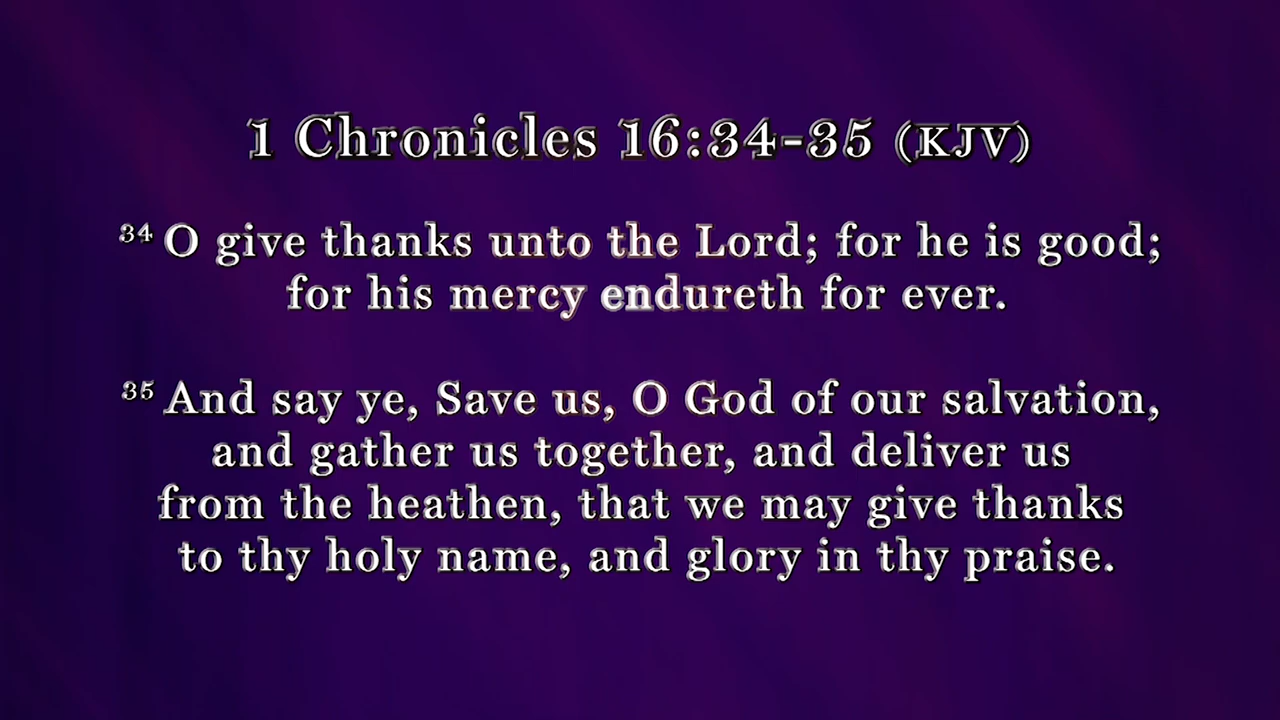 1 Chronicles 16:34-35 (KJV)
34 O give thanks unto the Lord; for he is good;
for his mercy endureth for ever.
35 And say ye, Save us, O God of our salvation,
and gather us together, and deliver us
from the heathen, that we may give thanks
to thy holy name, and glory in thy praise.